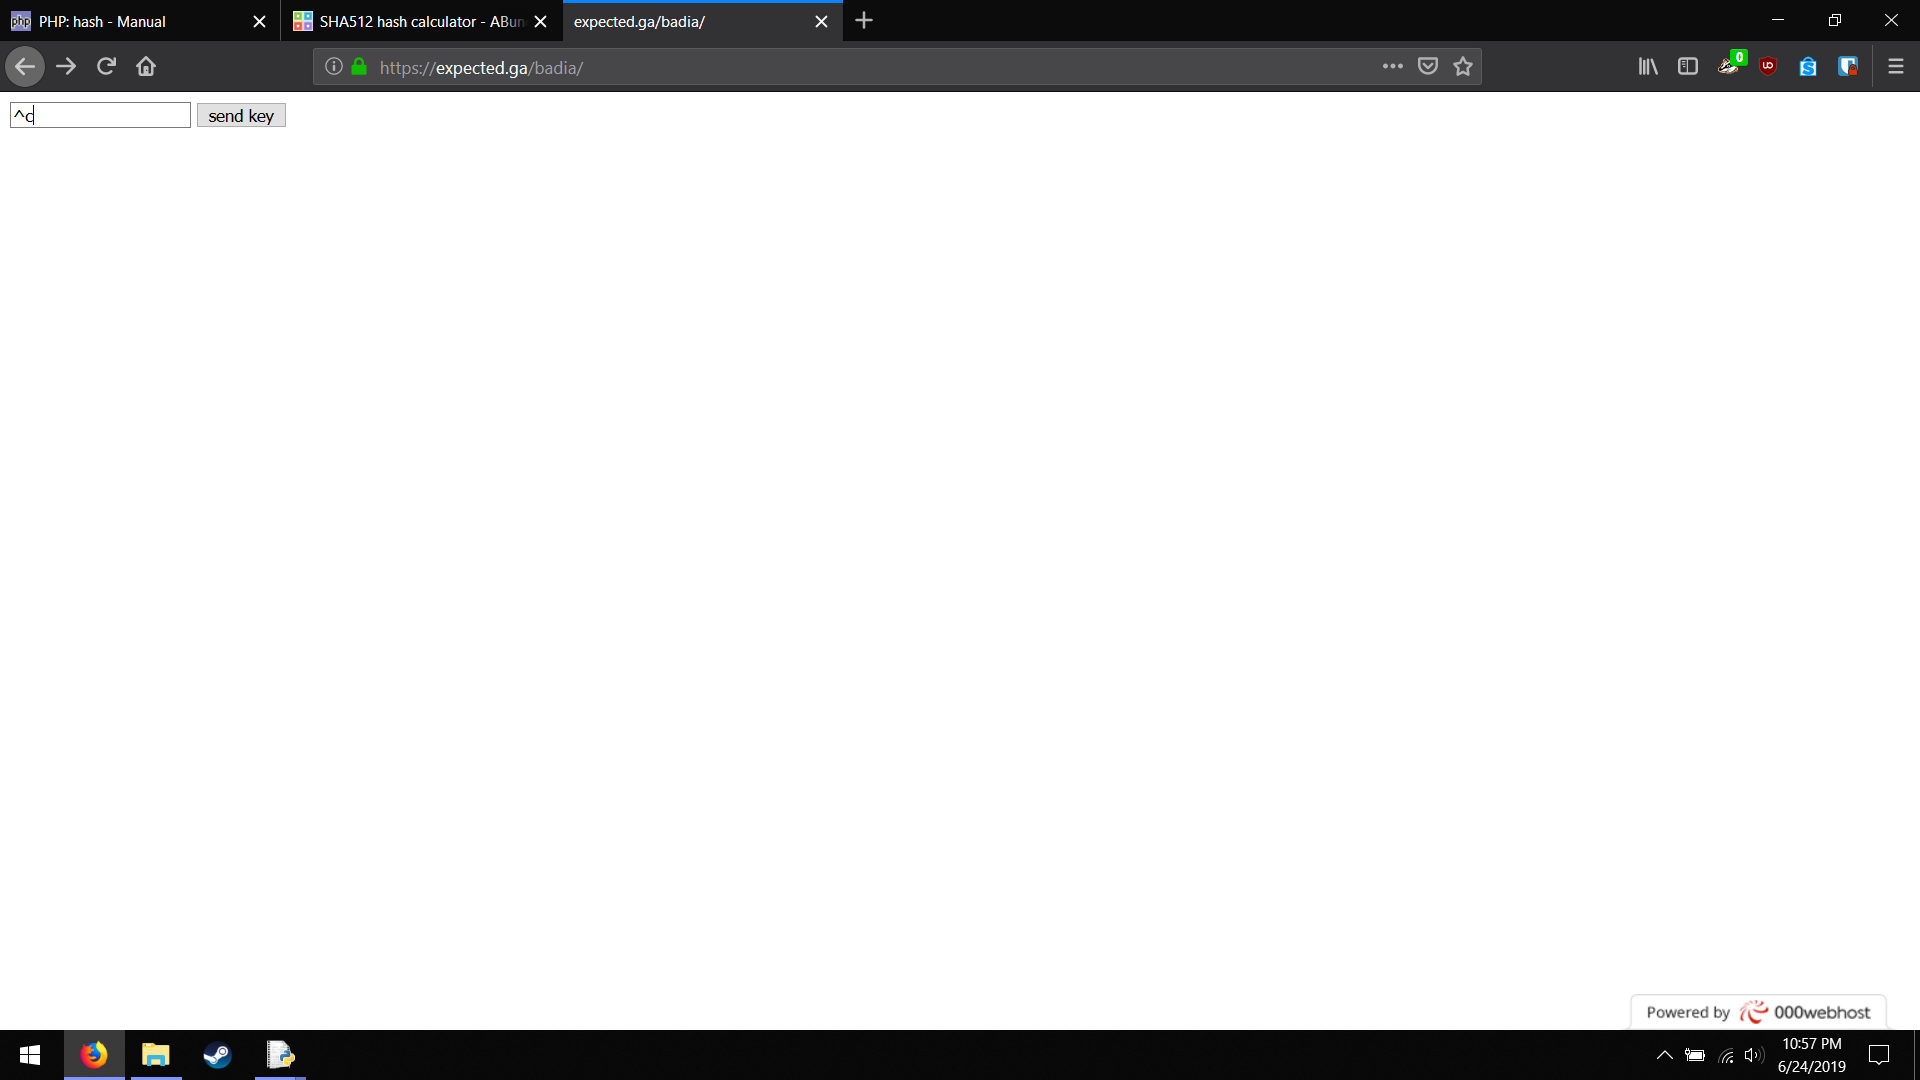 PHP: hash - Manual
SHA512 hash calculator - ABun
expected.ga/badia/
https://expected.ga/badia/
0
^c
send key
Powered by 000webhost
10:57 PM
6/24/2019